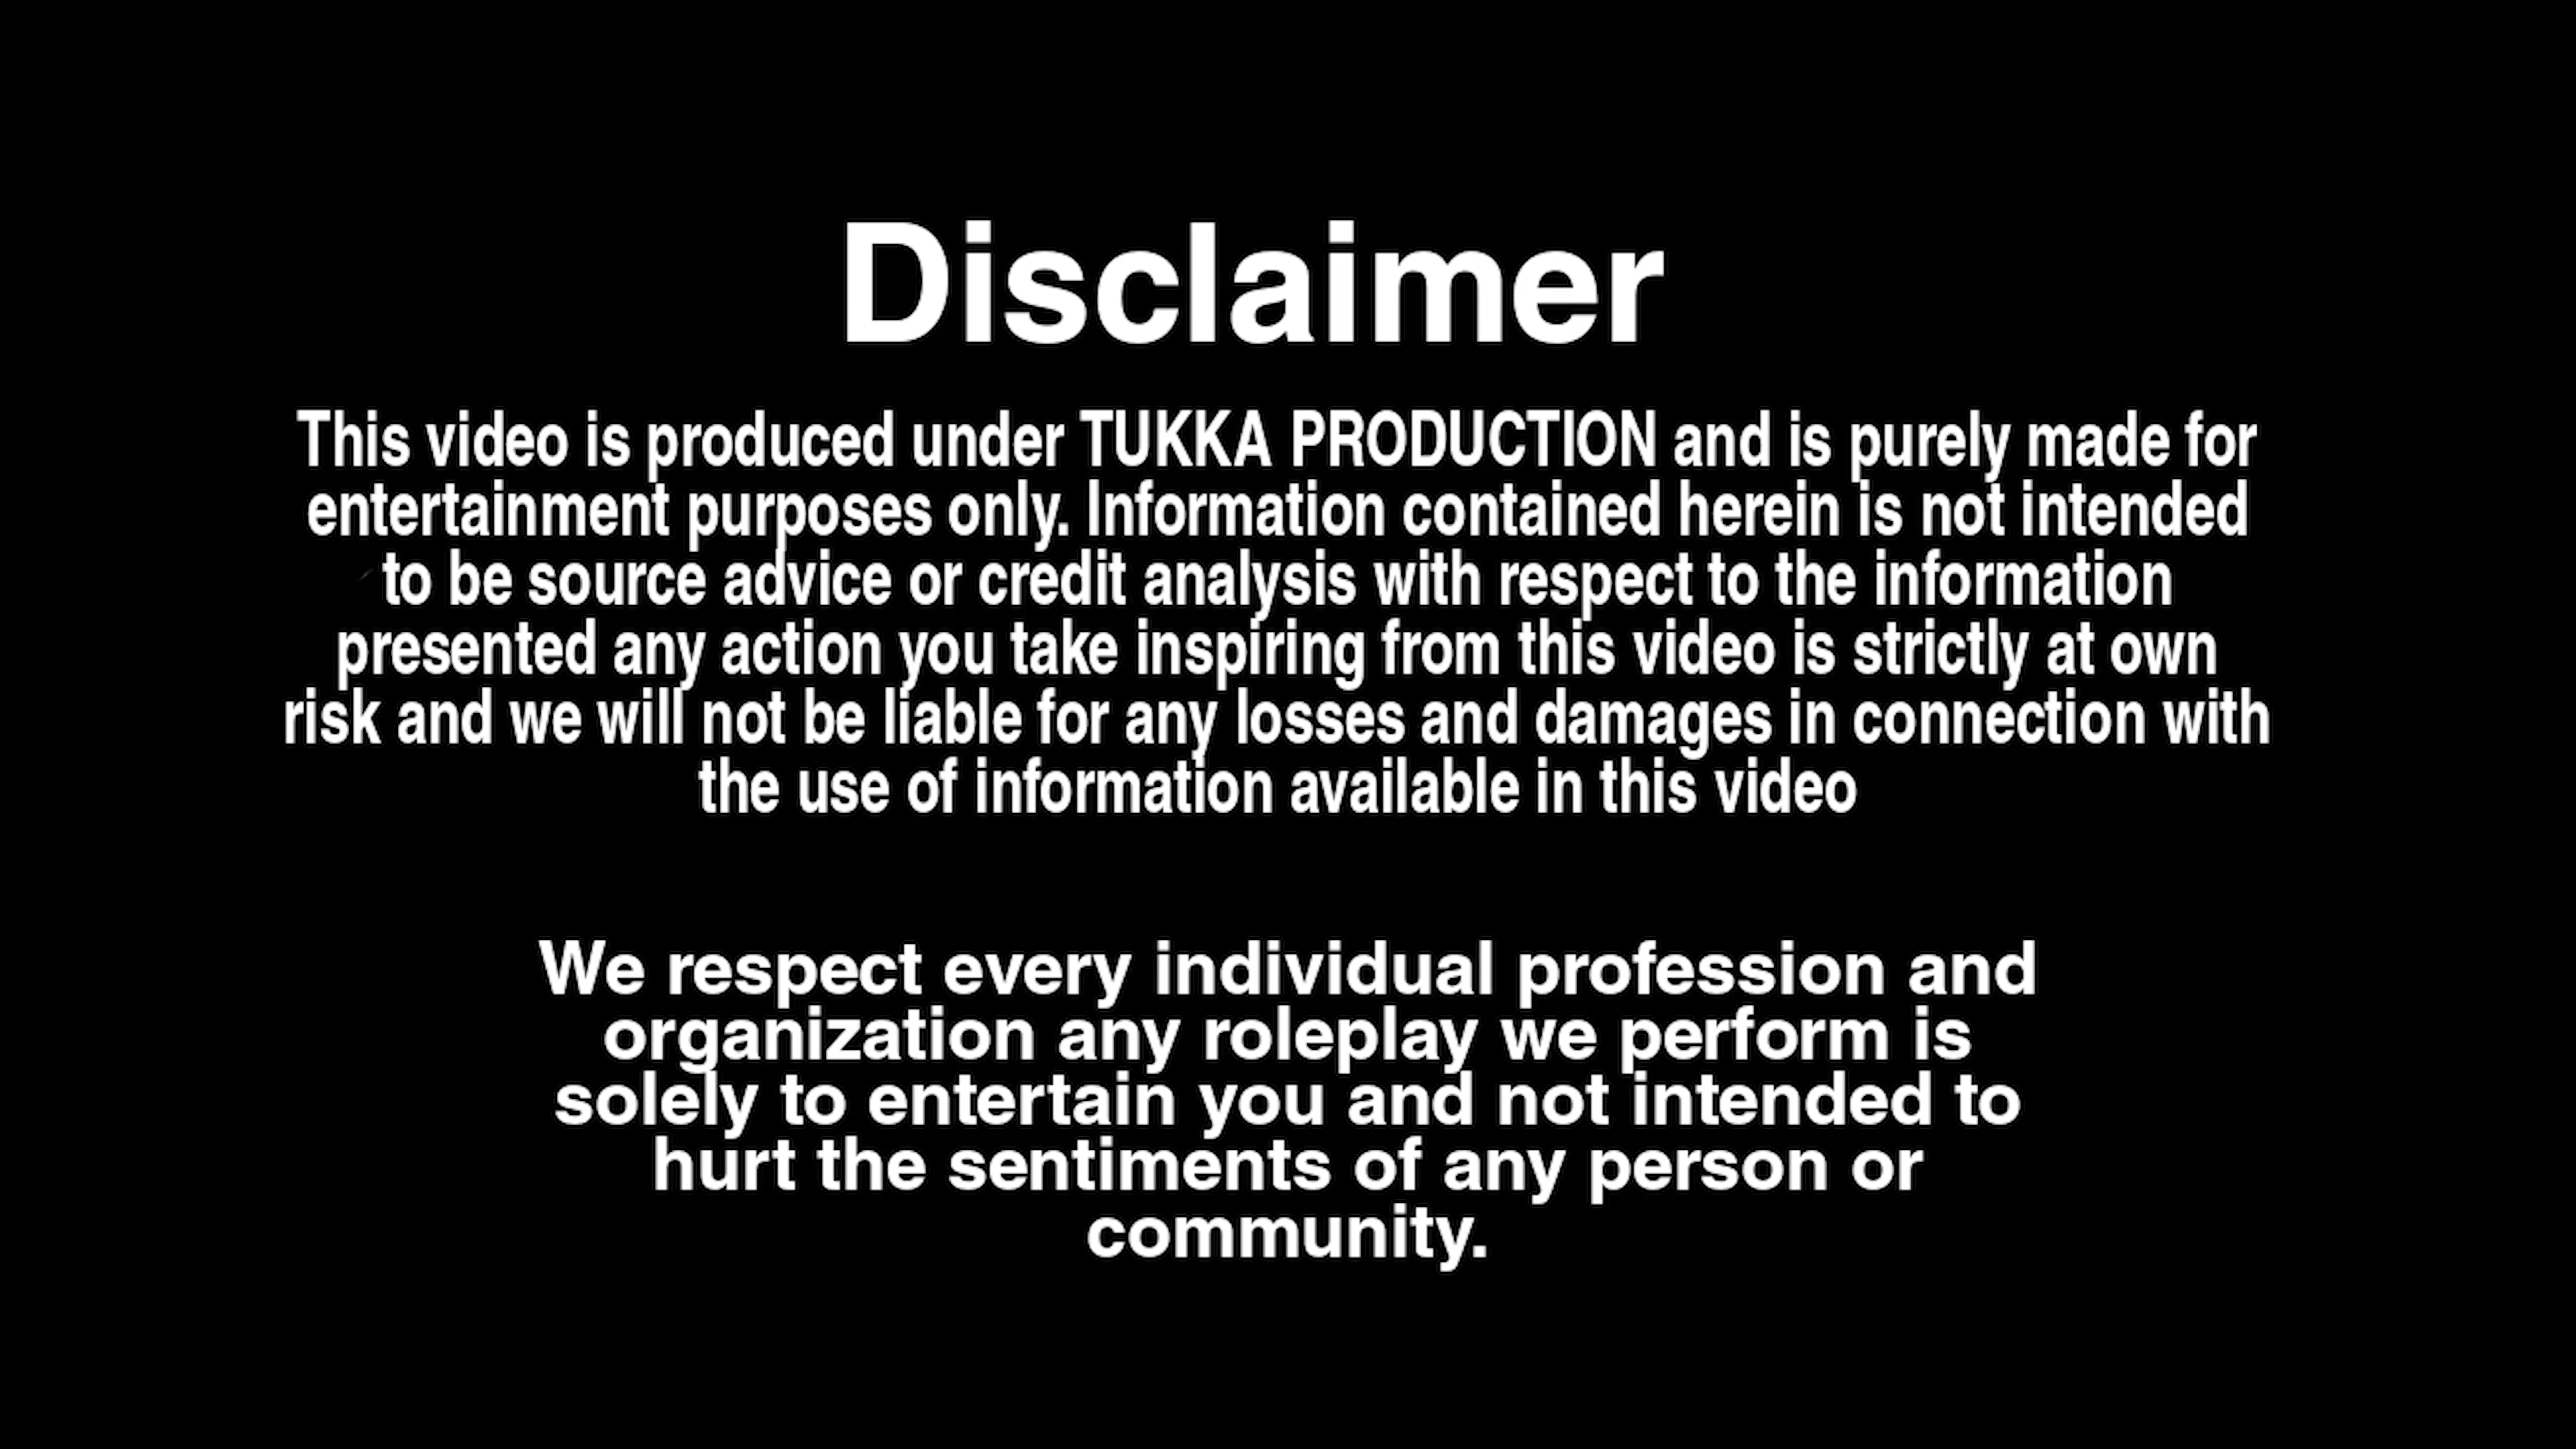 Disclaimer
This video is produced under TUKKA PRODUCTION and is purely made for
entertainment purposes only. Information contained herein is not intended
to be source advice or credit analysis with respect to the information
presented any action you take inspiring from this video is strictly at own
risk and we will not be liable for any losses and damages in connection with
the use of information available in this video
We respect every individual profession and
organization any roleplay we perform is
solely to entertain you and not intended to
hurt the sentiments of any person or
community.